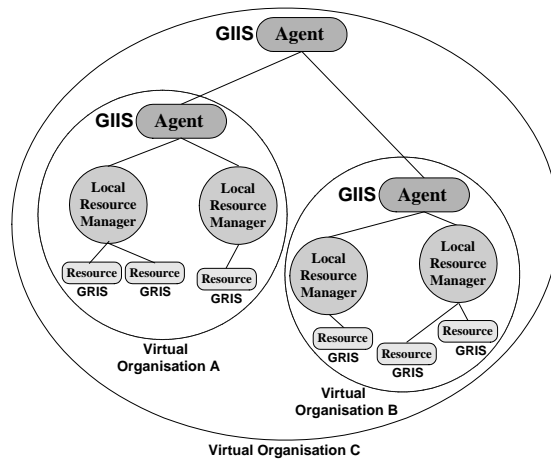 GIIS Agent
GIIS Agent
Local
Resource
Manager
Local
Resource
Manager
Resource
GRIS
Resource
GRIS
Resource
GRIS
Virtual
Organisation A
GIIS Agent
Local
Resource
Manager
Local
Resource
Manager
Resource
GRIS
Resource
GRIS
Resource
GRIS
Virtual
Organisation B
Virtual Organisation C